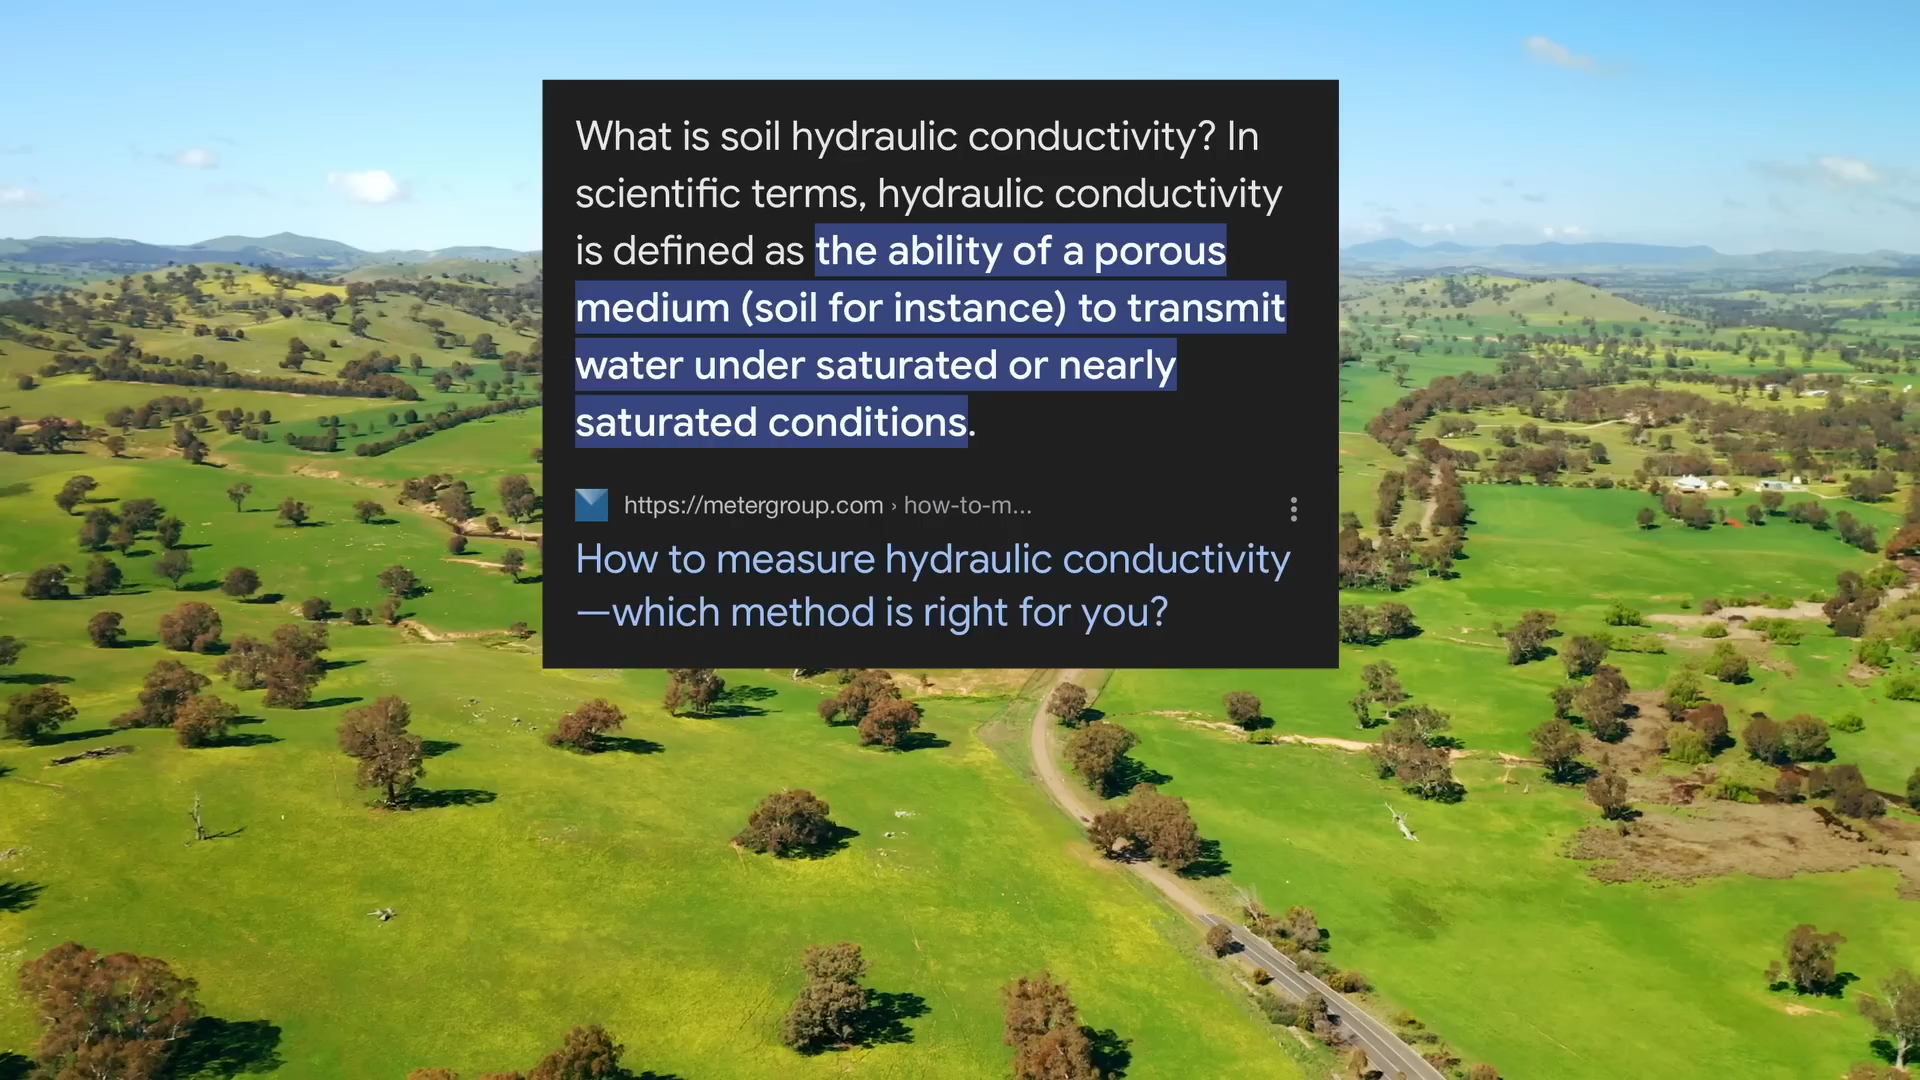 What is soil hydraulic conductivity? In
scientific terms, hydraulic conductivity
is defined as the ability of a porous
medium (soil for instance) to transmit
water under saturated or nearly
saturated conditions.
https://metergroup.com › how-to-m...
How to measure hydraulic conductivity
—which method is right for you?